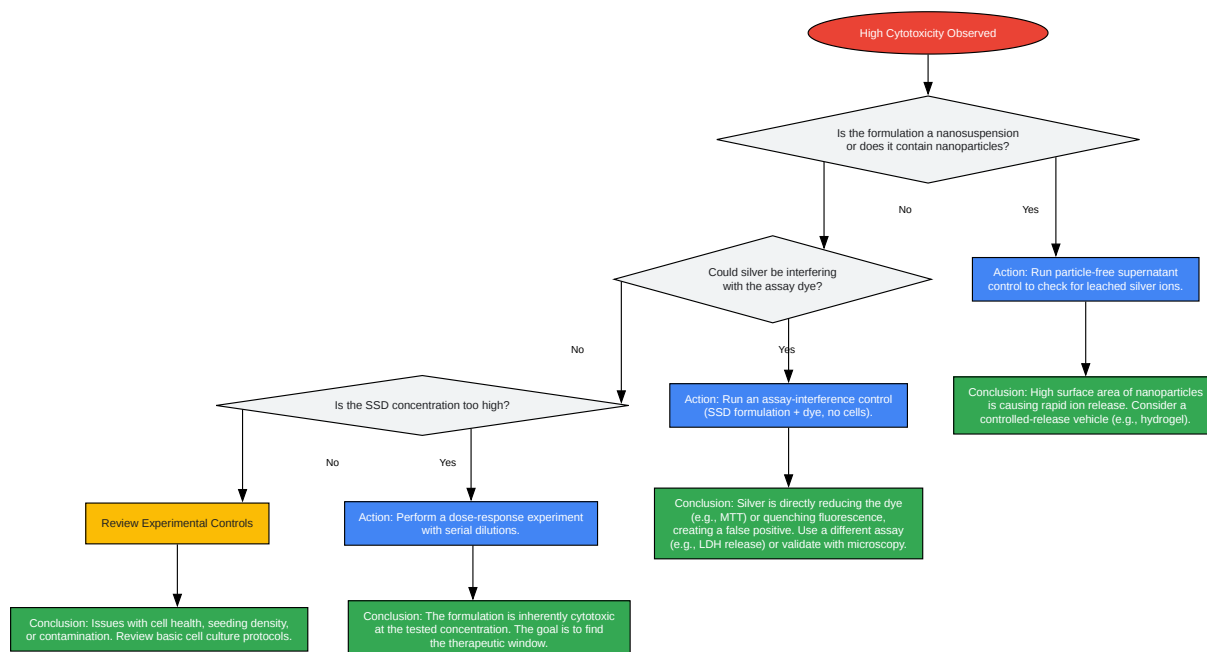 High Cytotoxicity Observed
Is the formulation a nanosuspension
or does it contain nanoparticles?
No
Yes
Could silver be interfering
with the assay dye?
Action: Run particle-free supernatant
control to check for leached silver ions.
No
Yes
Is the SSD concentration too high?
Action: Run an assay-interference control
(SSD formulation + dye, no cells).
Conclusion: High surface area of nanoparticles
is causing rapid ion release. Consider a
controlled-release vehicle (e.g., hydrogel).
No
Yes
Review Experimental Controls
Action: Perform a dose-response experiment
with serial dilutions.
Conclusion: Silver is directly reducing the dye
(e.g., MTT) or quenching fluorescence,
creating a false positive. Use a different assay
(e.g., LDH release) or validate with microscopy.
Conclusion: Issues with cell health, seeding density,
or contamination. Review basic cell culture protocols.
Conclusion: The formulation is inherently cytotoxic
at the tested concentration. The goal is to find
the therapeutic window.